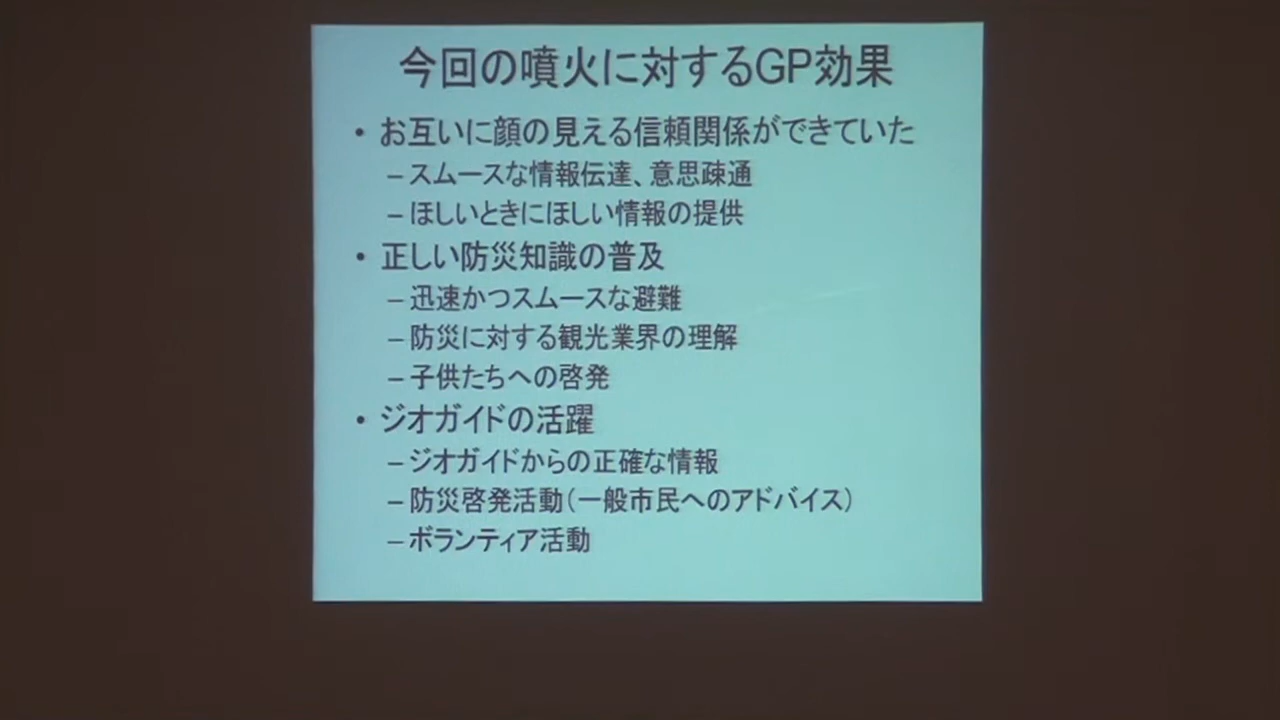 今回の噴火に対するGP効果
• お互いに顔の見える信頼関係ができていた
–スムースな情報伝達、意思疎通
–ほしいときにほしい情報の提供
• 正しい防災知識の普及
–迅速かつスムースな避難
–防災に対する観光業界の理解
–子供たちへの啓発
• ジオガイドの活躍
–ジオガイドからの正確な情報
–防災啓発活動(一般市民へのアドバイス)
–ボランティア活動